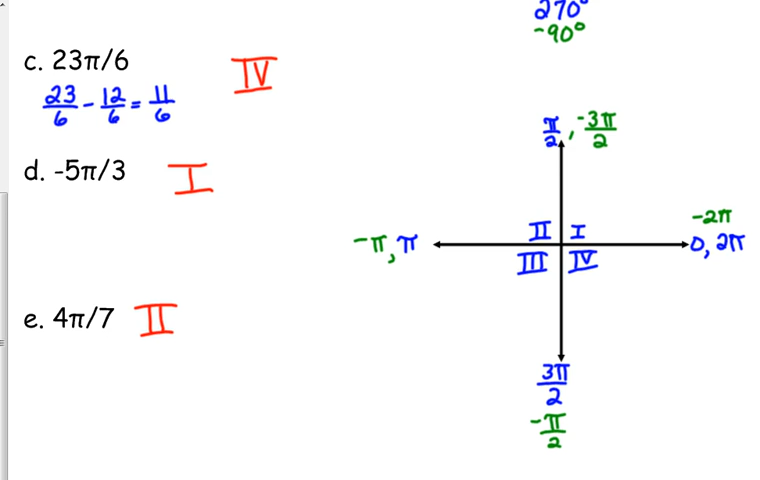 270°
-90°
c. 23π/6 IV
23/6 - 12/6 = 11/6
π/2, -3π/2
d. -5π/3 I
-2π
-π, π II I 0, 2π
III IV
e. 4π/7 II
3π/2
-π/2